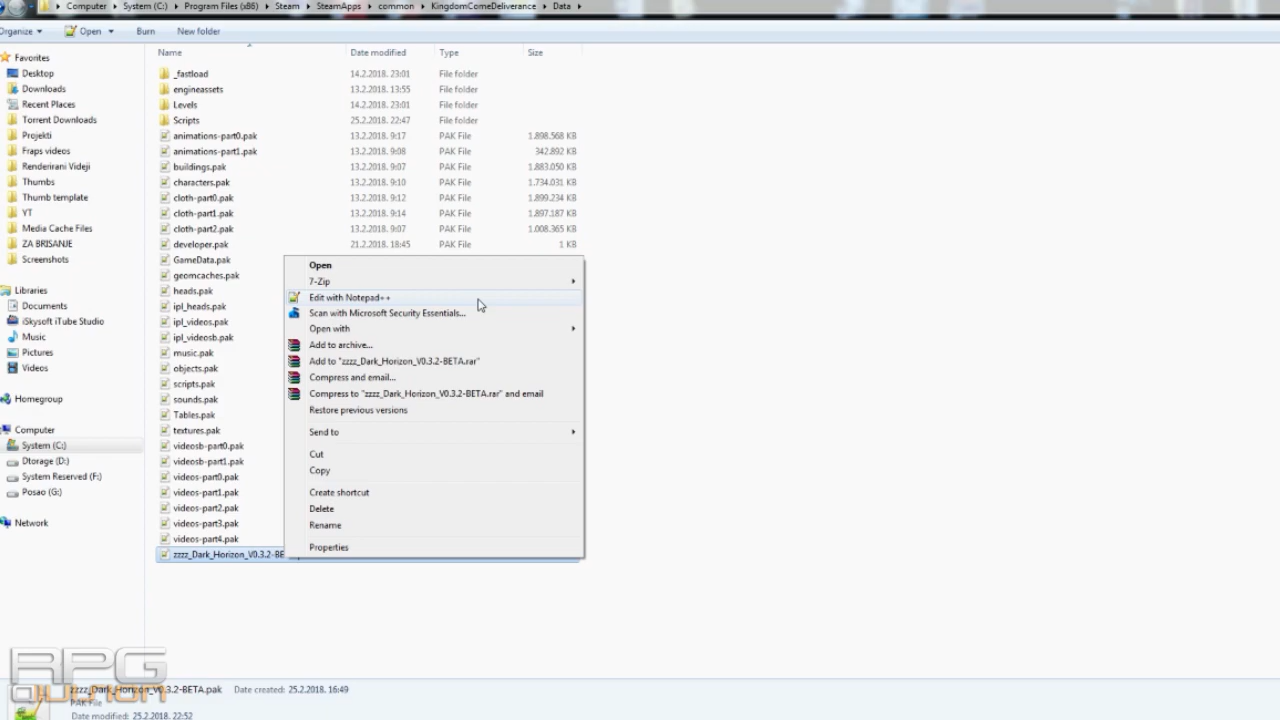 Computer ▸ System (C:) ▸ Program Files (x86) ▸ Steam ▸ SteamApps ▸ common ▸ KingdomComeDeliverance ▸ Data ▸
Organize ▾ Open ▾ Burn New folder
Name Date modified Type Size
Favorites
Desktop
Downloads
Recent Places
Torrent Downloads
Projekti
Fraps videos
Renderirani Videji
Thumbs
Thumb template
YT
Media Cache Files
ZA BRISANJE
Screenshots
Libraries
Documents
iSkysoft iTube Studio
Music
Pictures
Videos
Homegroup
Computer
System (C:)
Dtorage (D:)
System Reserved (F:)
Posao (G:)
Network
_fastload 14.2.2018. 23:01 File folder
engineassets 13.2.2018. 13:55 File folder
Levels 14.2.2018. 23:01 File folder
Scripts 25.2.2018. 22:47 File folder
animations-part0.pak 13.2.2018. 9:17 PAK File 1.898.568 KB
animations-part1.pak 13.2.2018. 9:08 PAK File 342.892 KB
buildings.pak 13.2.2018. 9:07 PAK File 1.883.050 KB
characters.pak 13.2.2018. 9:10 PAK File 1.734.031 KB
cloth-part0.pak 13.2.2018. 9:12 PAK File 1.899.234 KB
cloth-part1.pak 13.2.2018. 9:14 PAK File 1.897.187 KB
cloth-part2.pak 13.2.2018. 9:07 PAK File 1.008.365 KB
developer.pak 21.2.2018. 18:45 PAK File 1 KB
GameData.pak
geomcaches.pak
heads.pak
ipl_heads.pak
ipl_videos.pak
ipl_videosb.pak
music.pak
objects.pak
scripts.pak
sounds.pak
Tables.pak
textures.pak
videosb-part0.pak
videosb-part1.pak
videos-part0.pak
videos-part1.pak
videos-part2.pak
videos-part3.pak
videos-part4.pak
zzzz_Dark_Horizon_V0.3.2-BE
Open
7-Zip
Edit with Notepad++
Scan with Microsoft Security Essentials...
Open with
Add to archive...
Add to "zzzz_Dark_Horizon_V0.3.2-BETA.rar"
Compress and email...
Compress to "zzzz_Dark_Horizon_V0.3.2-BETA.rar" and email
Restore previous versions
Send to
Cut
Copy
Create shortcut
Delete
Rename
Properties
RPG
zzzz_Dark_Horizon_V0.3.2-BETA.pak Date created: 25.2.2018. 16:49
PAK File
Date modified: 25.2.2018. 22:52